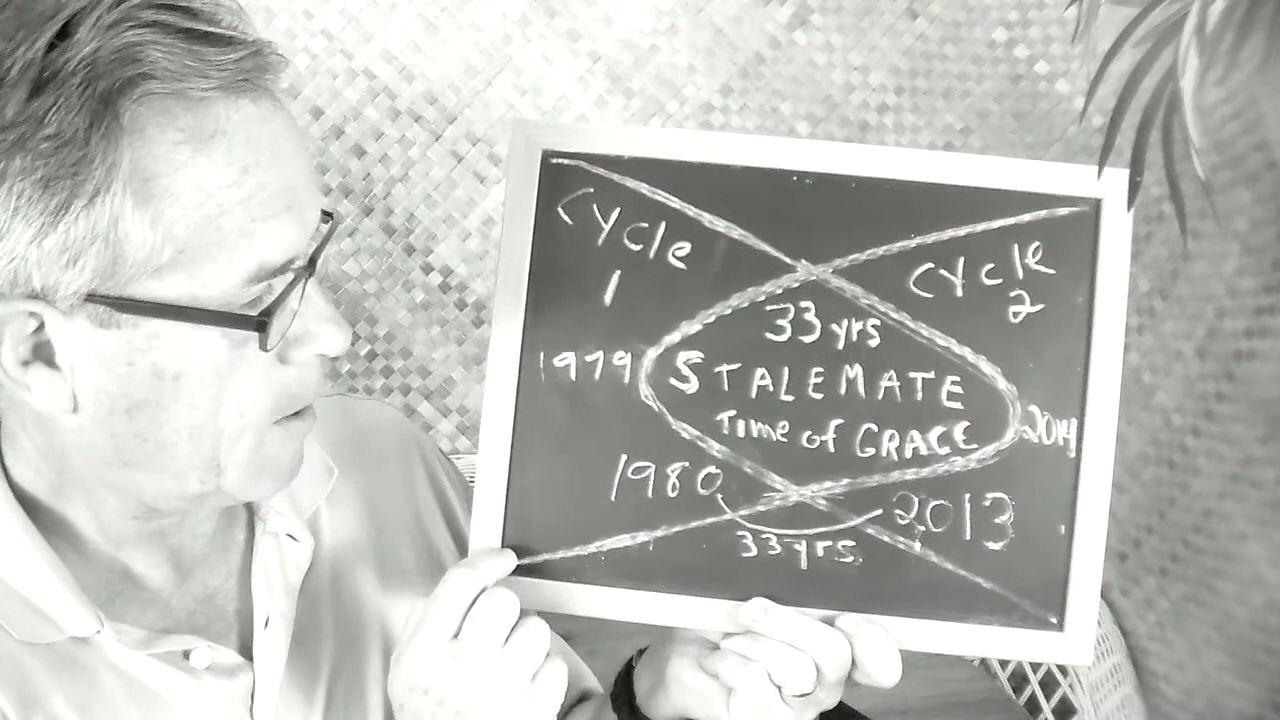 Cycle
1
Cycle
2
33 yrs
1979
STALEMATE
Time of GRACE
2014
1980
2013
33 yrs.